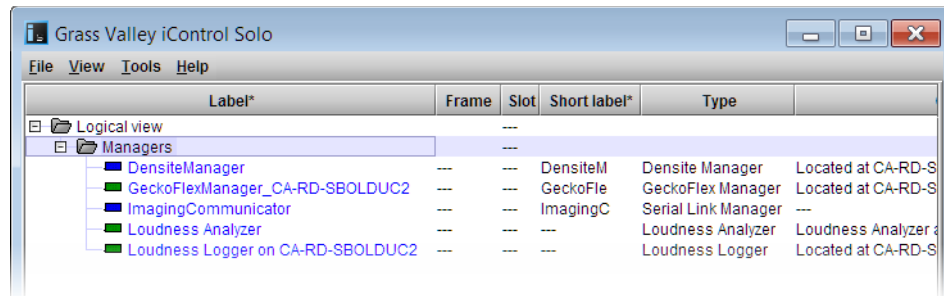 Grass Valley iControl Solo
File View Tools Help
Label* Frame Slot Short label* Type
Logical view ---
Managers ---
DensiteManager --- --- DensiteM Densite Manager Located at CA-RD-S
GeckoFlexManager_CA-RD-SBOLDUC2 --- --- GeckoFle GeckoFlex Manager Located at CA-RD-S
ImagingCommunicator --- --- ImagingC Serial Link Manager ---
Loudness Analyzer --- --- --- Loudness Analyzer Loudness Analyzer a
Loudness Logger on CA-RD-SBOLDUC2 --- --- --- Loudness Logger Located at CA-RD-S